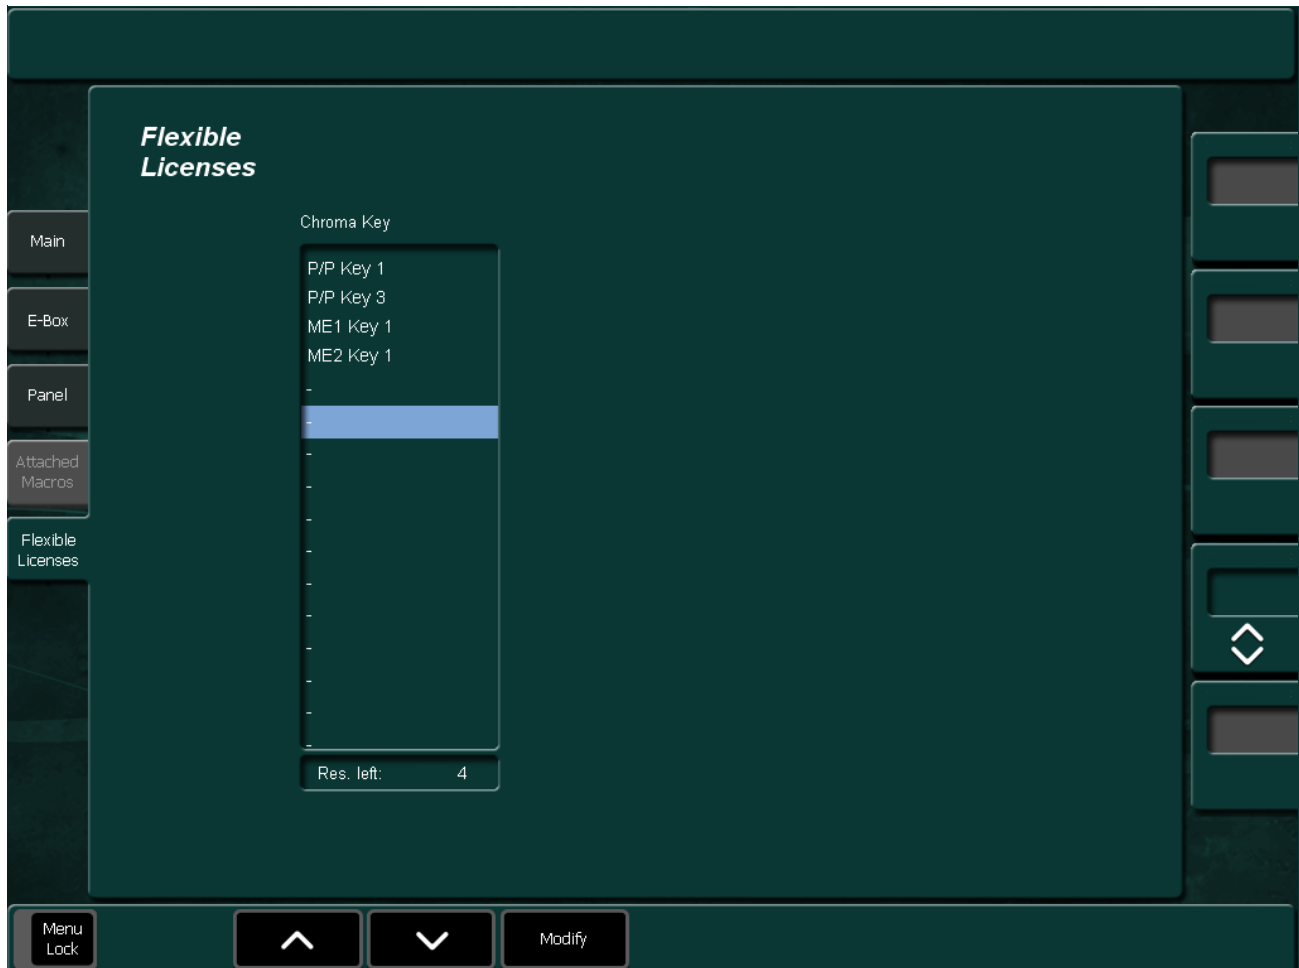 Flexible
Licenses
Chroma Key
Main
P/P Key 1
P/P Key 3
E-Box
ME1 Key 1
ME2 Key 1
Panel
-
-
Attached
Macros
-
-
-
Flexible
Licenses
-
-
-
-
-
-
-
Res. left: 4
Menu
Lock
Modify